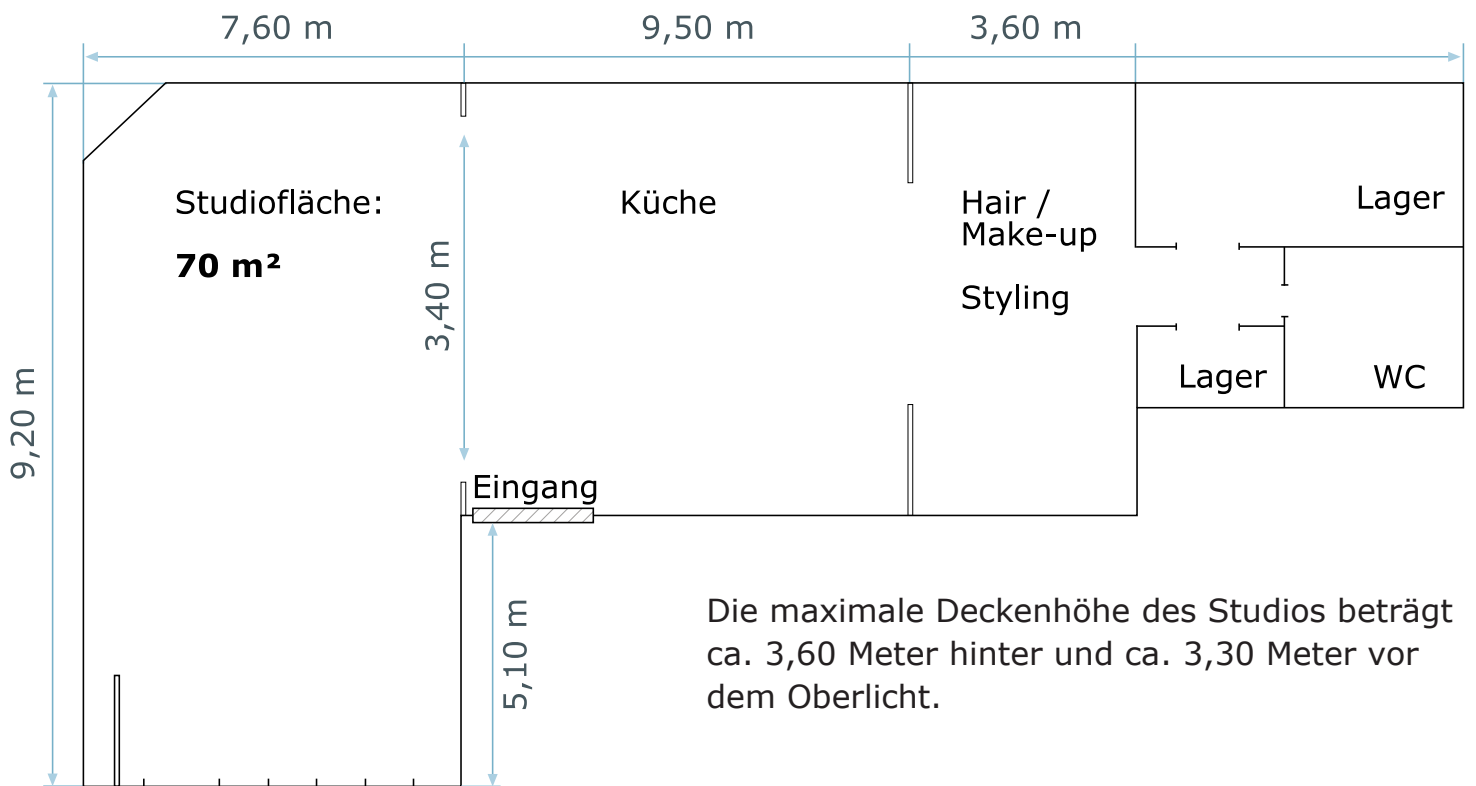 7,60 m
9,50 m
3,60 m
Studiofläche:
70 m²
Küche
Hair /
Make-up
Styling
Lager
3,40 m
9,20 m
Lager
WC
Eingang
5,10 m
Die maximale Deckenhöhe des Studios beträgt
ca. 3,60 Meter hinter und ca. 3,30 Meter vor
dem Oberlicht.